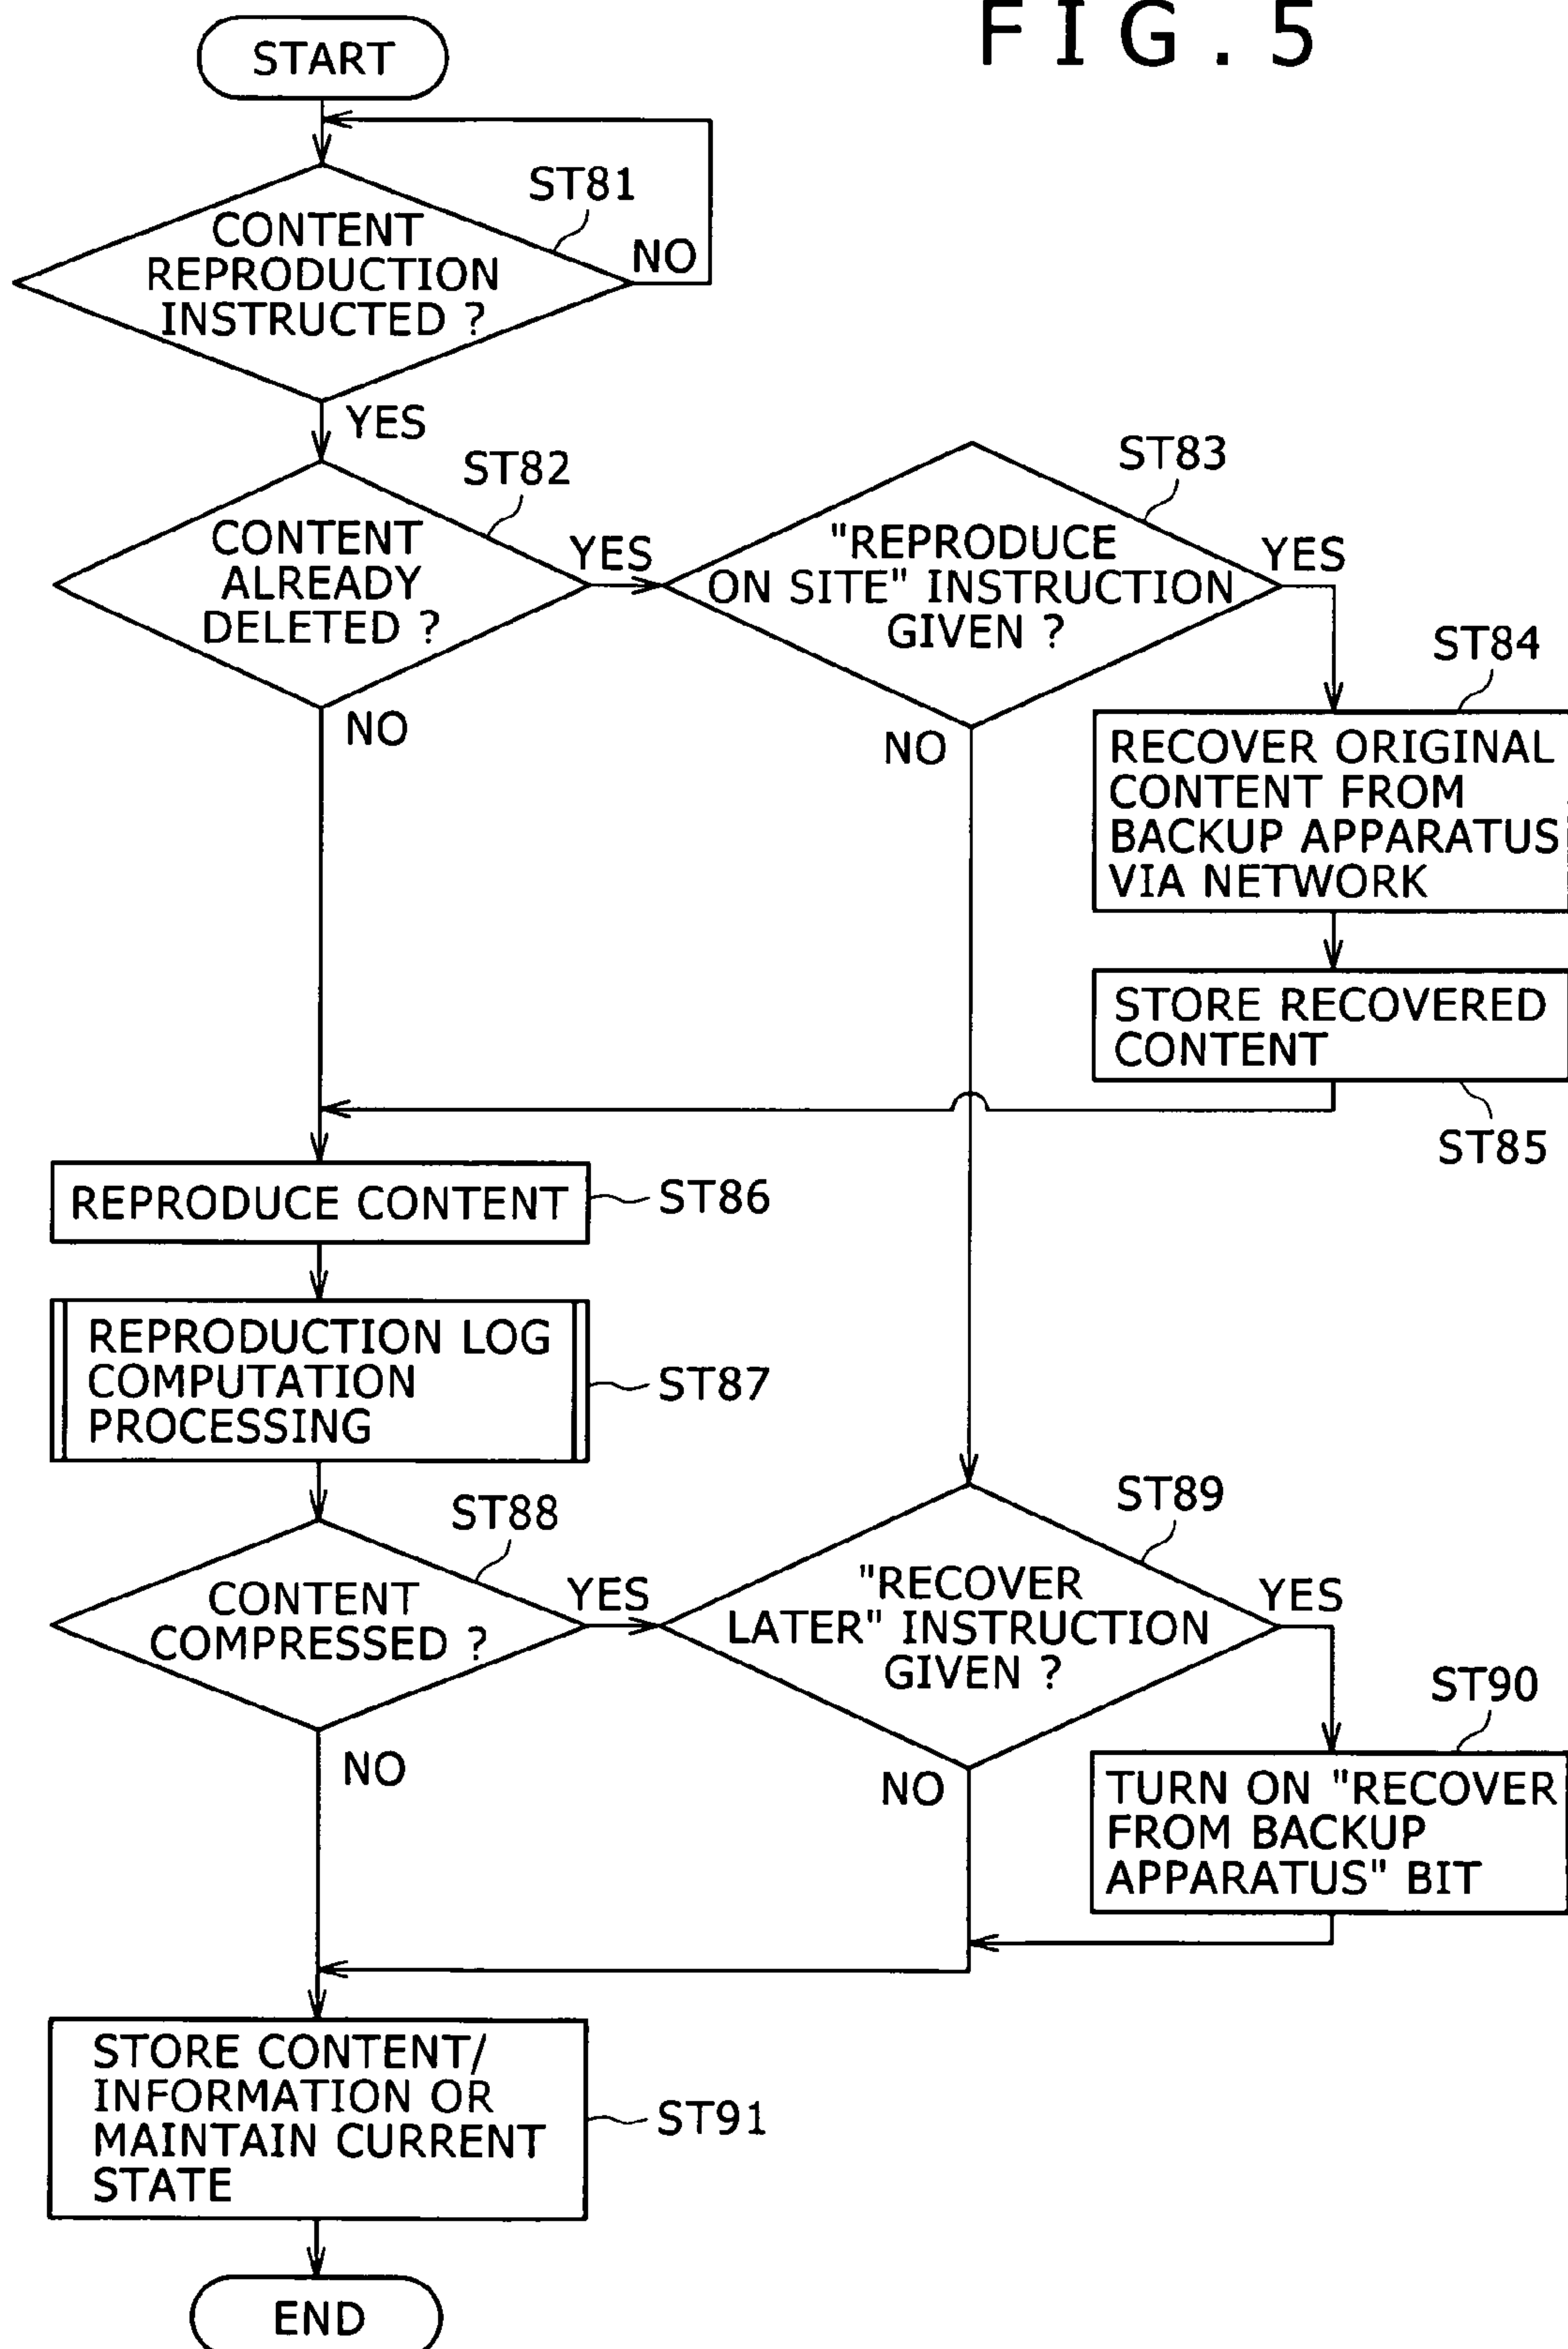 FIG.5
START
ST81
CONTENT
REPRODUCTION
INSTRUCTED ?
NO
YES
ST82
CONTENT
ALREADY
DELETED ?
YES
NO
ST83
"REPRODUCE
ON SITE" INSTRUCTION
GIVEN ?
YES
NO
ST84
RECOVER ORIGINAL
CONTENT FROM
BACKUP APPARATUS
VIA NETWORK
STORE RECOVERED
CONTENT
ST85
REPRODUCE CONTENT
ST86
REPRODUCTION LOG
COMPUTATION
PROCESSING
ST87
ST88
CONTENT
COMPRESSED ?
YES
NO
ST89
"RECOVER
LATER" INSTRUCTION
GIVEN ?
YES
NO
ST90
TURN ON "RECOVER
FROM BACKUP
APPARATUS" BIT
STORE CONTENT/
INFORMATION OR
MAINTAIN CURRENT
STATE
ST91
END